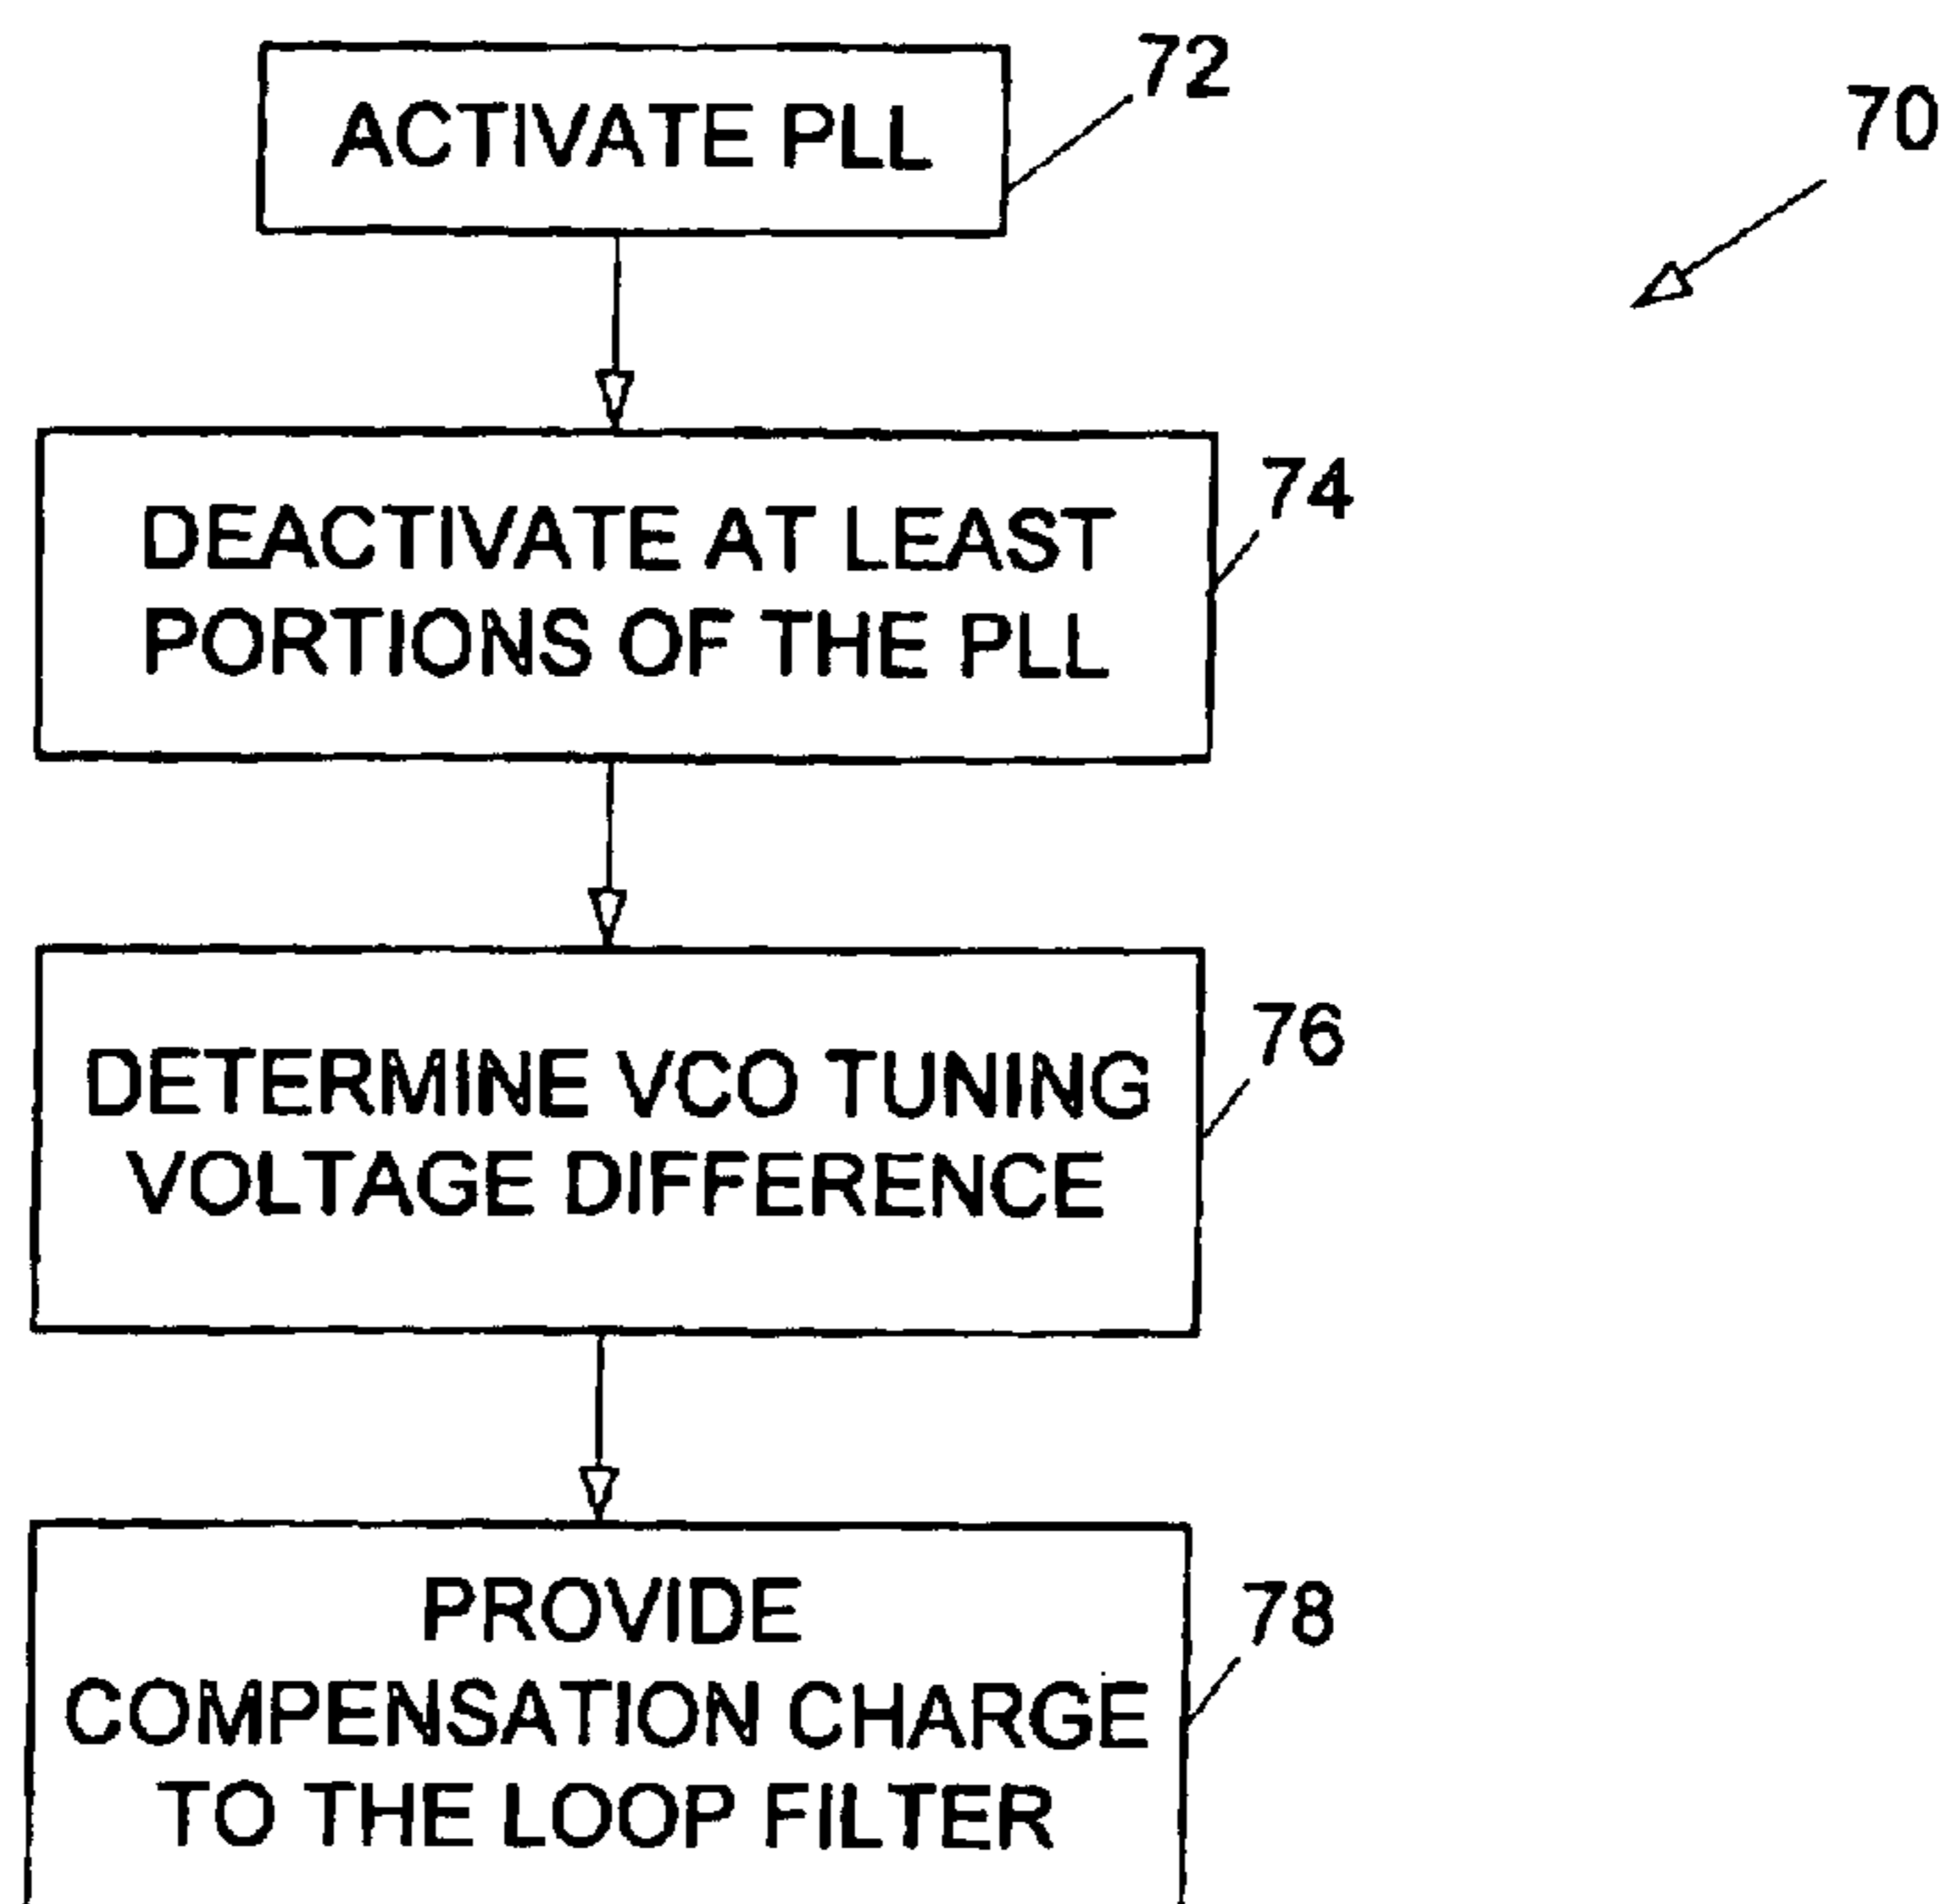 ACTIVATE PLL
72
70
DEACTIVATE AT LEAST
PORTIONS OF THE PLL
74
DETERMINE VCO TUNING
VOLTAGE DIFFERENCE
76
PROVIDE
COMPENSATION CHARGE
TO THE LOOP FILTER
78